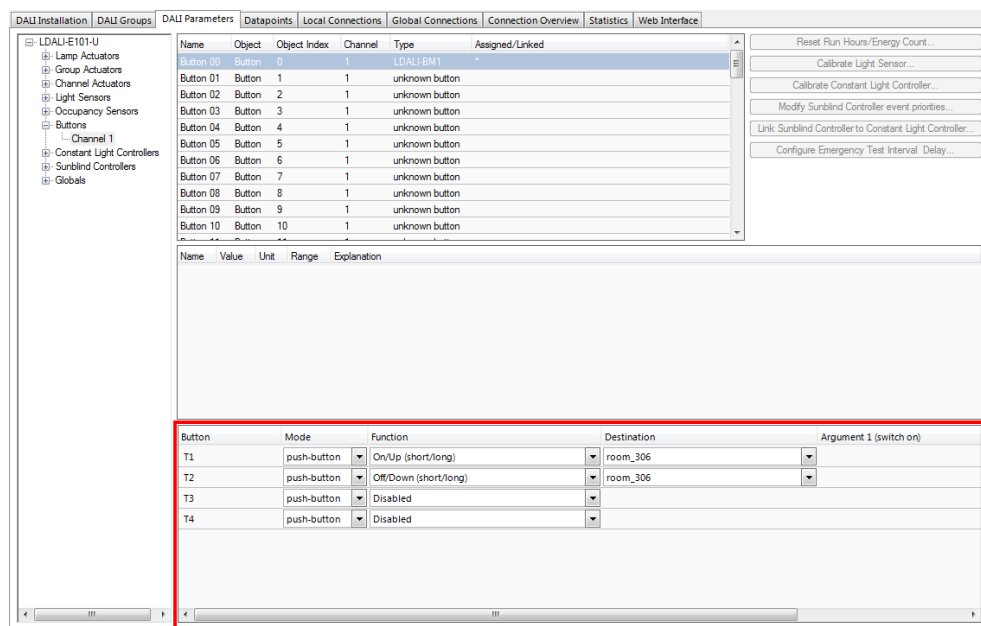 DALI Installation DALI Groups DALI Parameters Datapoints Local Connections Global Connections Connection Overview Statistics Web Interface
LDALI-E101-U
Lamp Actuators
Group Actuators
Channel Actuators
Light Sensors
Occupancy Sensors
Buttons
Channel 1
Constant Light Controllers
Sunblind Controllers
Globals
Name Object Object Index Channel Type Assigned/Linked
Button 00 Button 0 1 LDALI-BM1 *
Button 01 Button 1 1 unknown button
Button 02 Button 2 1 unknown button
Button 03 Button 3 1 unknown button
Button 04 Button 4 1 unknown button
Button 05 Button 5 1 unknown button
Button 06 Button 6 1 unknown button
Button 07 Button 7 1 unknown button
Button 08 Button 8 1 unknown button
Button 09 Button 9 1 unknown button
Button 10 Button 10 1 unknown button
Reset Run Hours/Energy Count...
Calibrate Light Sensor...
Calibrate Constant Light Controller...
Modify Sunblind Controller event priorities...
Link Sunblind Controller to Constant Light Controller...
Configure Emergency Test Interval Delay...
Name Value Unit Range Explanation
Button Mode Function Destination Argument 1 (switch on)
T1 push-button On/Up (short/long) room_306
T2 push-button Off/Down (short/long) room_306
T3 push-button Disabled
T4 push-button Disabled